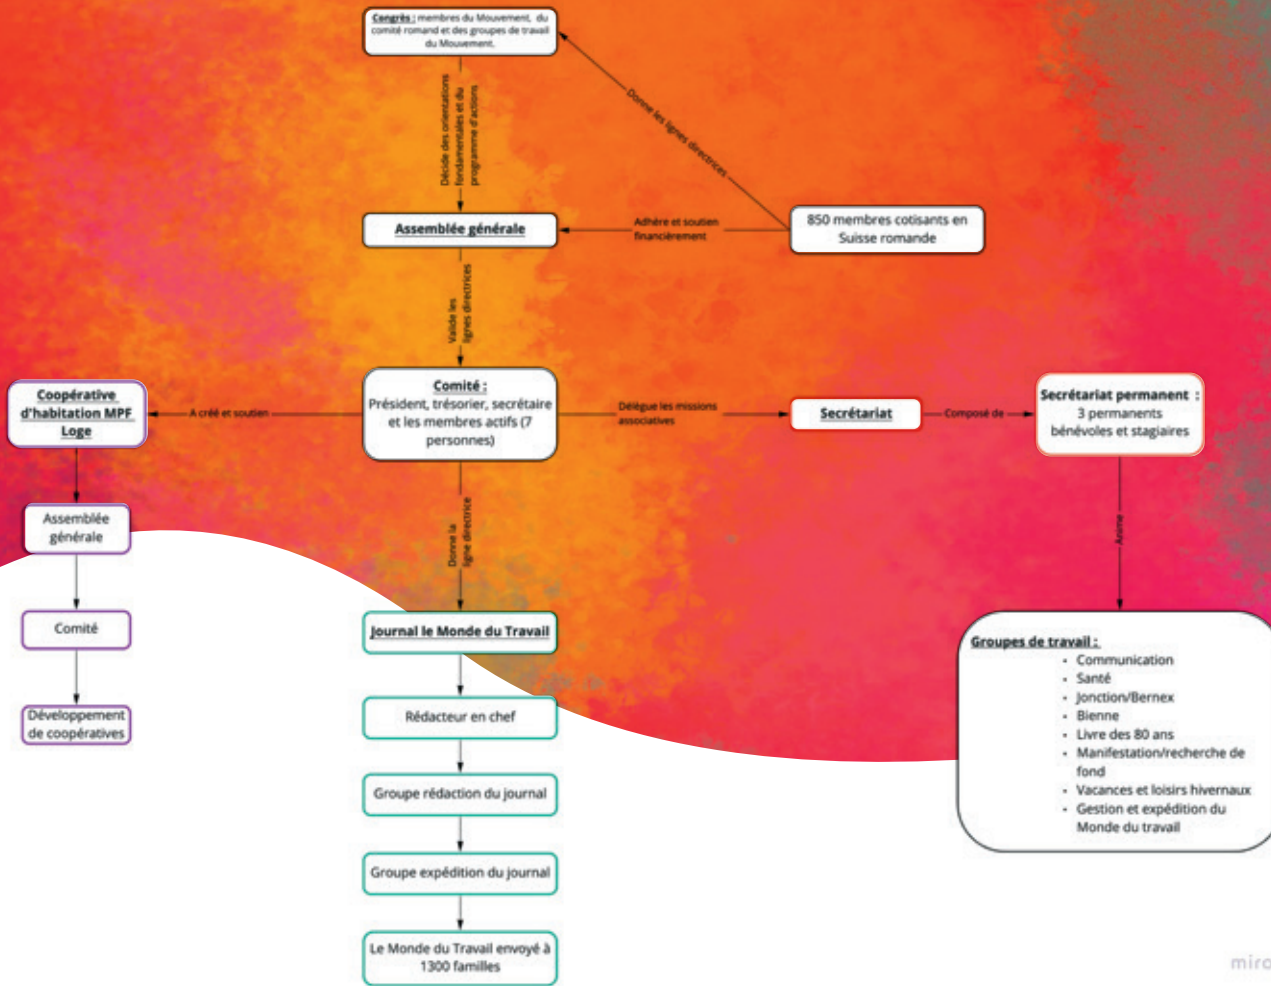 Congrès : membres du Mouvement, du
comité romand et des groupes de travail
du Mouvement.
Décide des orientations
fondamentales et du
programme d'actions
Donne les lignes directrices
Assemblée générale
Adhère et soutien
financièrement
850 membres cotisants en
Suisse romande
Valide les
lignes directrices
Coopérative
d'habitation MPF
Loge
A créé et soutien
Comité :
Président, trésorier, secrétaire
et les membres actifs (7
personnes)
Délègue les missions
associatives
Secrétariat
Composé de
Secrétariat permanent :
3 permanents
bénévoles et stagiaires
Assemblée
générale
Donne la
ligne directrice
Anime
Comité
Développement
de coopératives
Journal le Monde du Travail
Rédacteur en chef
Groupe rédaction du journal
Groupe expédition du journal
Le Monde du Travail envoyé à
1300 familles
Groupes de travail :
• Communication
• Santé
• Jonction/Bernex
• Bienne
• Livre des 80 ans
• Manifestation/recherche de
fond
• Vacances et loisirs hivernaux
• Gestion et expédition du
Monde du travail
miro